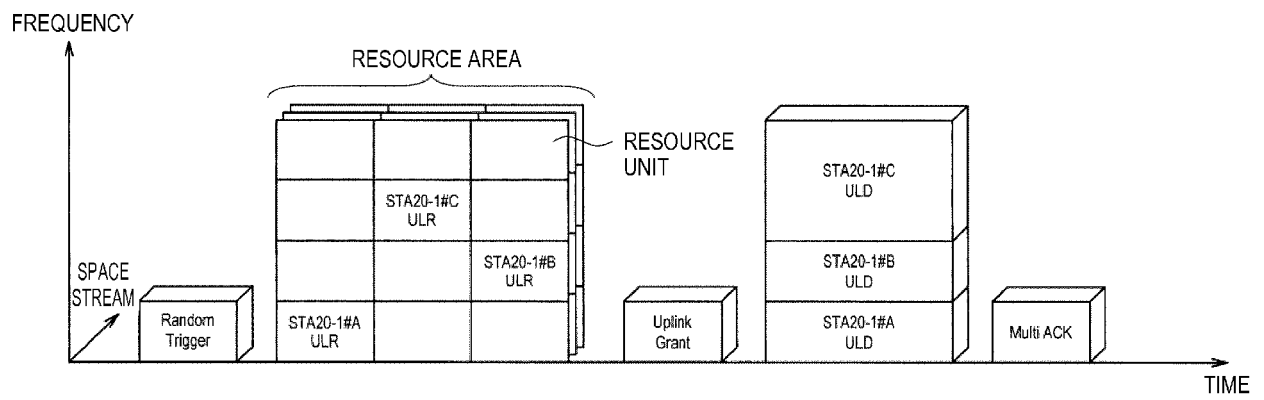 FREQUENCY
RESOURCE AREA
RESOURCE
UNIT
STA20-1#C
ULR
STA20-1#B
ULR
STA20-1#A
ULR
SPACE
STREAM
Random
Trigger
Uplink
Grant
STA20-1#C
ULD
STA20-1#B
ULD
STA20-1#A
ULD
Multi ACK
TIME